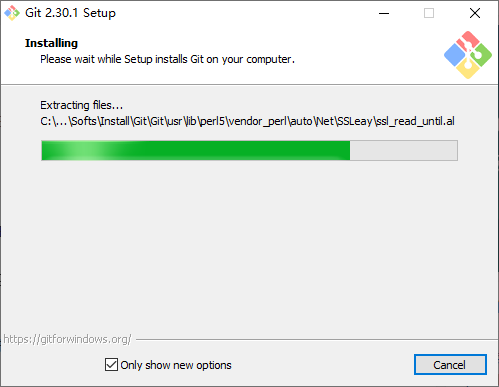 Git 2.30.1 Setup
Installing
Please wait while Setup installs Git on your computer.
Extracting files...
C:\...\Softs\Install\Git\Git\usr\lib\perl5\vendor_perl\auto\Net\SSLeay\ssl_read_until.al
https://gitforwindows.org/
Only show new options
Cancel